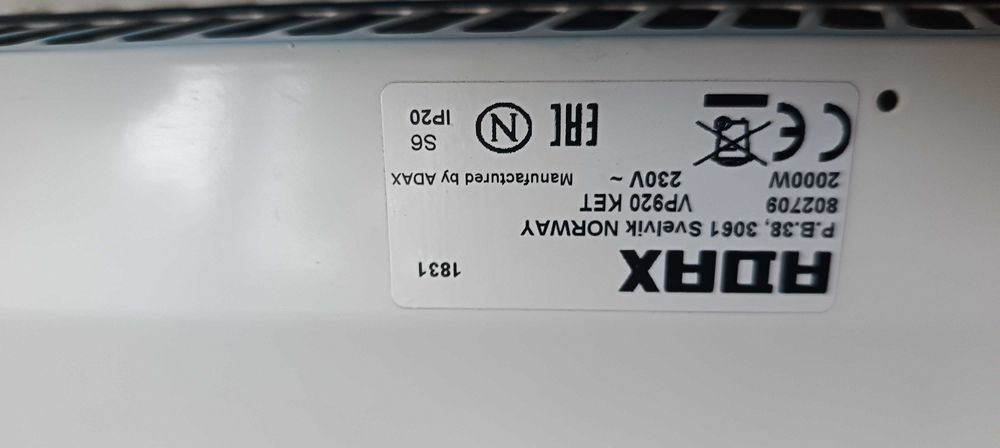 ADAX
1831
P.B.38, 3061 Svelvik NORWAY
802709 VP920 KET
2000W 230V ~ Manufactured by ADAX
CE EAC N S6
IP20